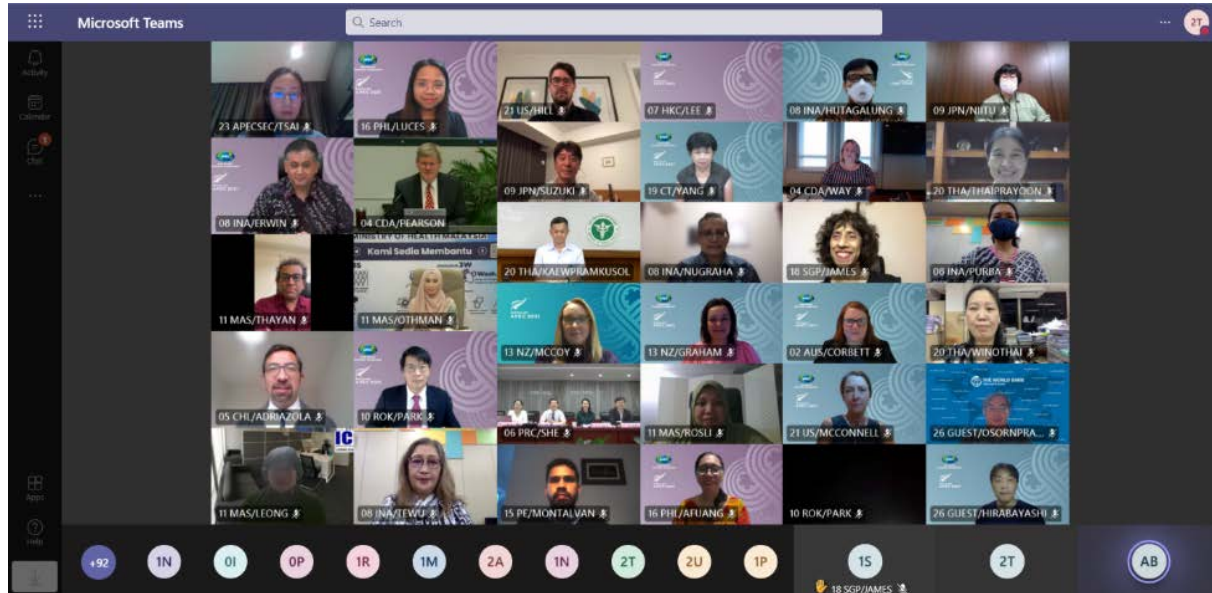 Microsoft Teams
Search
2T
Activity
Calendar
Chat
Apps
Help
23 APECSEC/TSAI
16 PHL/LUCES
21 US/HILL
07 HKC/LEE
08 INA/HUTAGALUNG
09 JPN/NIITU
08 INA/ERWIN
04 CDA/PEARSON
09 JPN/SUZUKI
19 CT/YANG
04 CDA/WAY
20 THA/THAIPRAYOON
MINISTRY OF HEALTH MALAYSIA
Kami Sedia Membantu
11 MAS/THAYAN
11 MAS/OTHMAN
20 THA/KAEWPRAMKUSOL
08 INA/NUGRAHA
18 SGP/JAMES
08 INA/PURBA
APEC 2021
13 NZ/MCCOY
13 NZ/GRAHAM
02 AUS/CORBETT
20 THA/WINOTHAI
THE WORLD BANK
05 CHL/ADRIAZOLA
10 ROK/PARK
06 PRC/SHE
11 MAS/ROSLI
21 US/MCCONNELL
26 GUEST/OSORNPRA...
IC
11 MAS/LEONG
08 INA/TEWU
15 PE/MONTALVAN
16 PHL/AFUANG
10 ROK/PARK
26 GUEST/HIRABAYASHI
+92
1N
0I
0P
1R
1M
2A
1N
2T
2U
1P
1S
2T
AB
18 SGP/JAMES